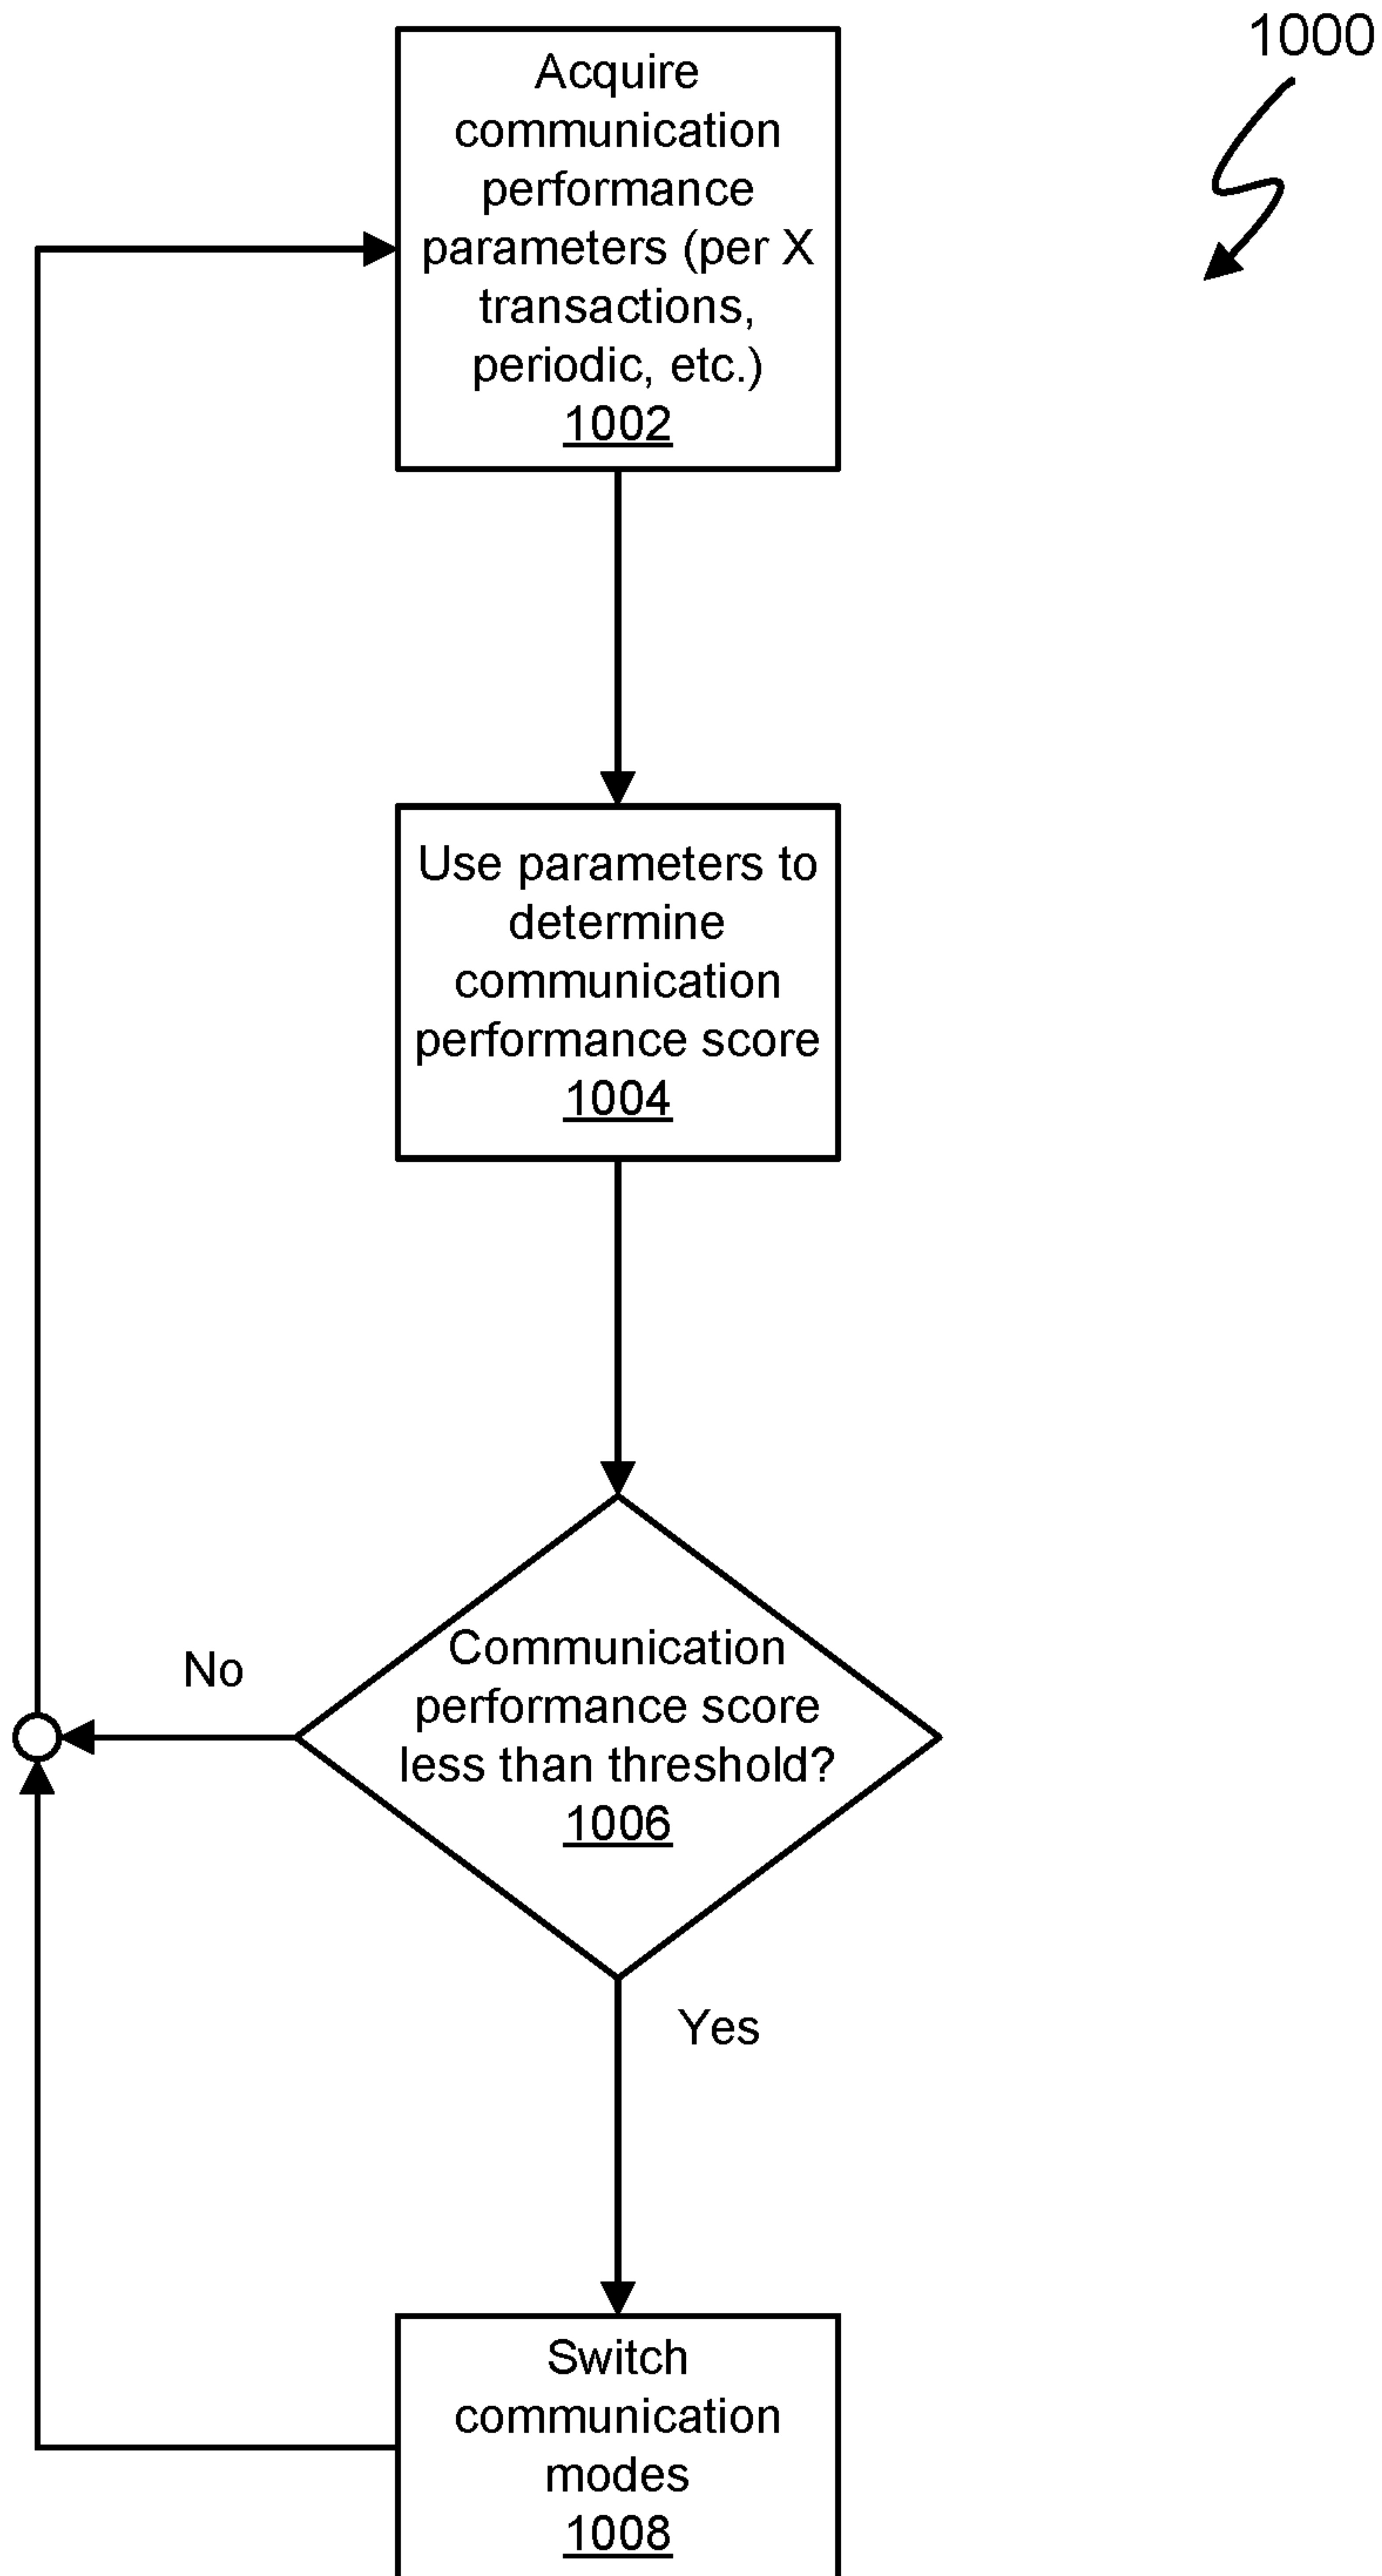 1000
Acquire
communication
performance
parameters (per X
transactions,
periodic, etc.)
1002
Use parameters to
determine
communication
performance score
1004
Communication
performance score
less than threshold?
1006
No
Yes
Switch
communication
modes
1008